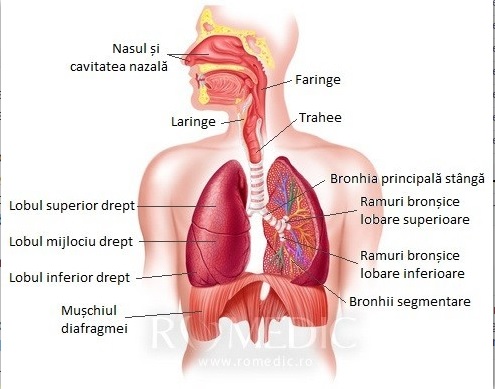 Nasul și
cavitatea nazală
Faringe
Laringe
Trahee
Bronhia principală stângă
Lobul superior drept
Ramuri bronșice
lobare superioare
Lobul mijlociu drept
Ramuri bronșice
lobare inferioare
Lobul inferior drept
Bronhii segmentare
Mușchiul
diafragmei
ROMEDIC
www.romedic.ro